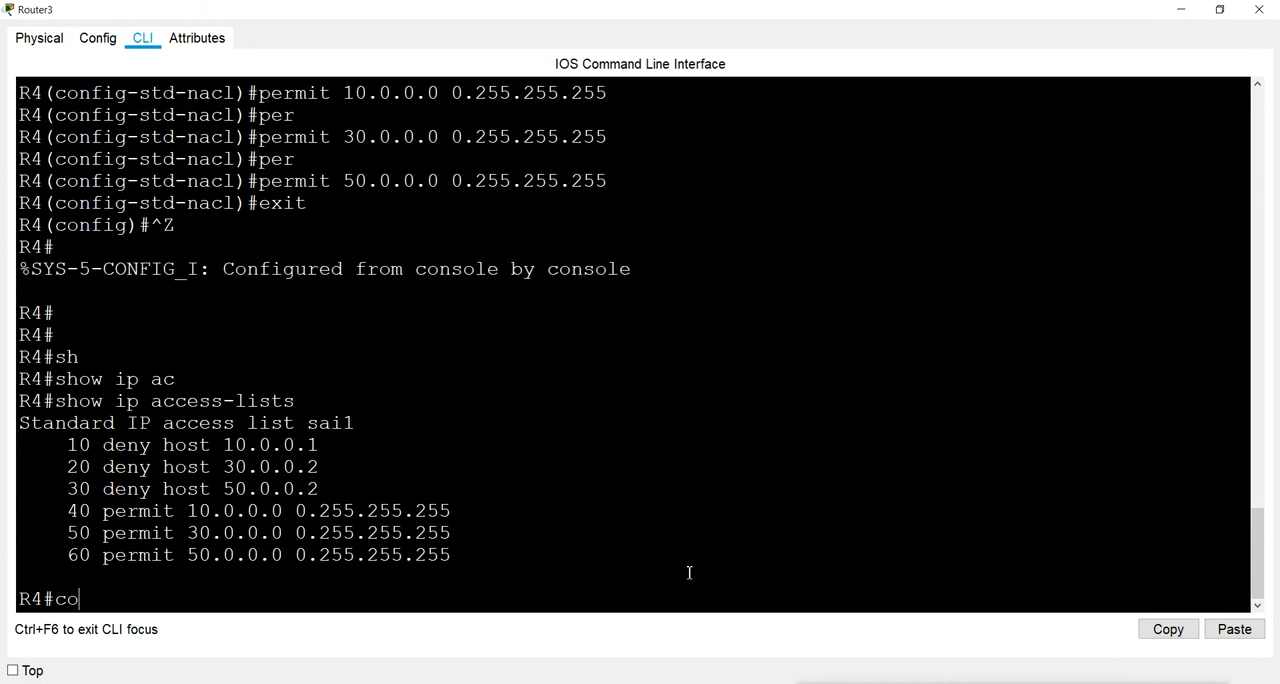 Router3
Physical Config CLI Attributes
IOS Command Line Interface
R4(config-std-nacl)#permit 10.0.0.0 0.255.255.255
R4(config-std-nacl)#per
R4(config-std-nacl)#permit 30.0.0.0 0.255.255.255
R4(config-std-nacl)#per
R4(config-std-nacl)#permit 50.0.0.0 0.255.255.255
R4(config-std-nacl)#exit
R4(config)#^Z
R4#
%SYS-5-CONFIG_I: Configured from console by console
R4#
R4#
R4#sh
R4#show ip ac
R4#show ip access-lists
Standard IP access list sai1
10 deny host 10.0.0.1
20 deny host 30.0.0.2
30 deny host 50.0.0.2
40 permit 10.0.0.0 0.255.255.255
50 permit 30.0.0.0 0.255.255.255
60 permit 50.0.0.0 0.255.255.255
R4#co
Ctrl+F6 to exit CLI focus
Copy Paste
Top